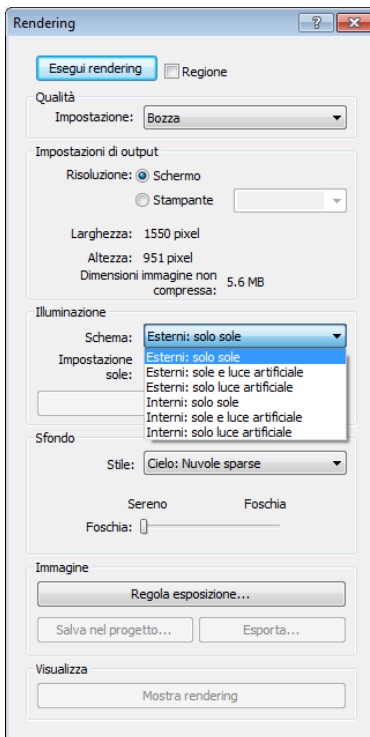 Rendering
Esegui rendering Regione
Qualità
Impostazione: Bozza
Impostazioni di output
Risoluzione: Schermo
Stampante
Larghezza: 1550 pixel
Altezza: 951 pixel
Dimensioni immagine non compressa: 5.6 MB
Illuminazione
Schema: Esterni: solo sole
Impostazione sole:
Esterni: solo sole
Esterni: sole e luce artificiale
Esterni: solo luce artificiale
Interni: solo sole
Interni: sole e luce artificiale
Interni: solo luce artificiale
Sfondo
Stile: Cielo: Nuvole sparse
Sereno Foschia
Foschia:
Immagine
Regola esposizione...
Salva nel progetto... Esporta...
Visualizza
Mostra rendering